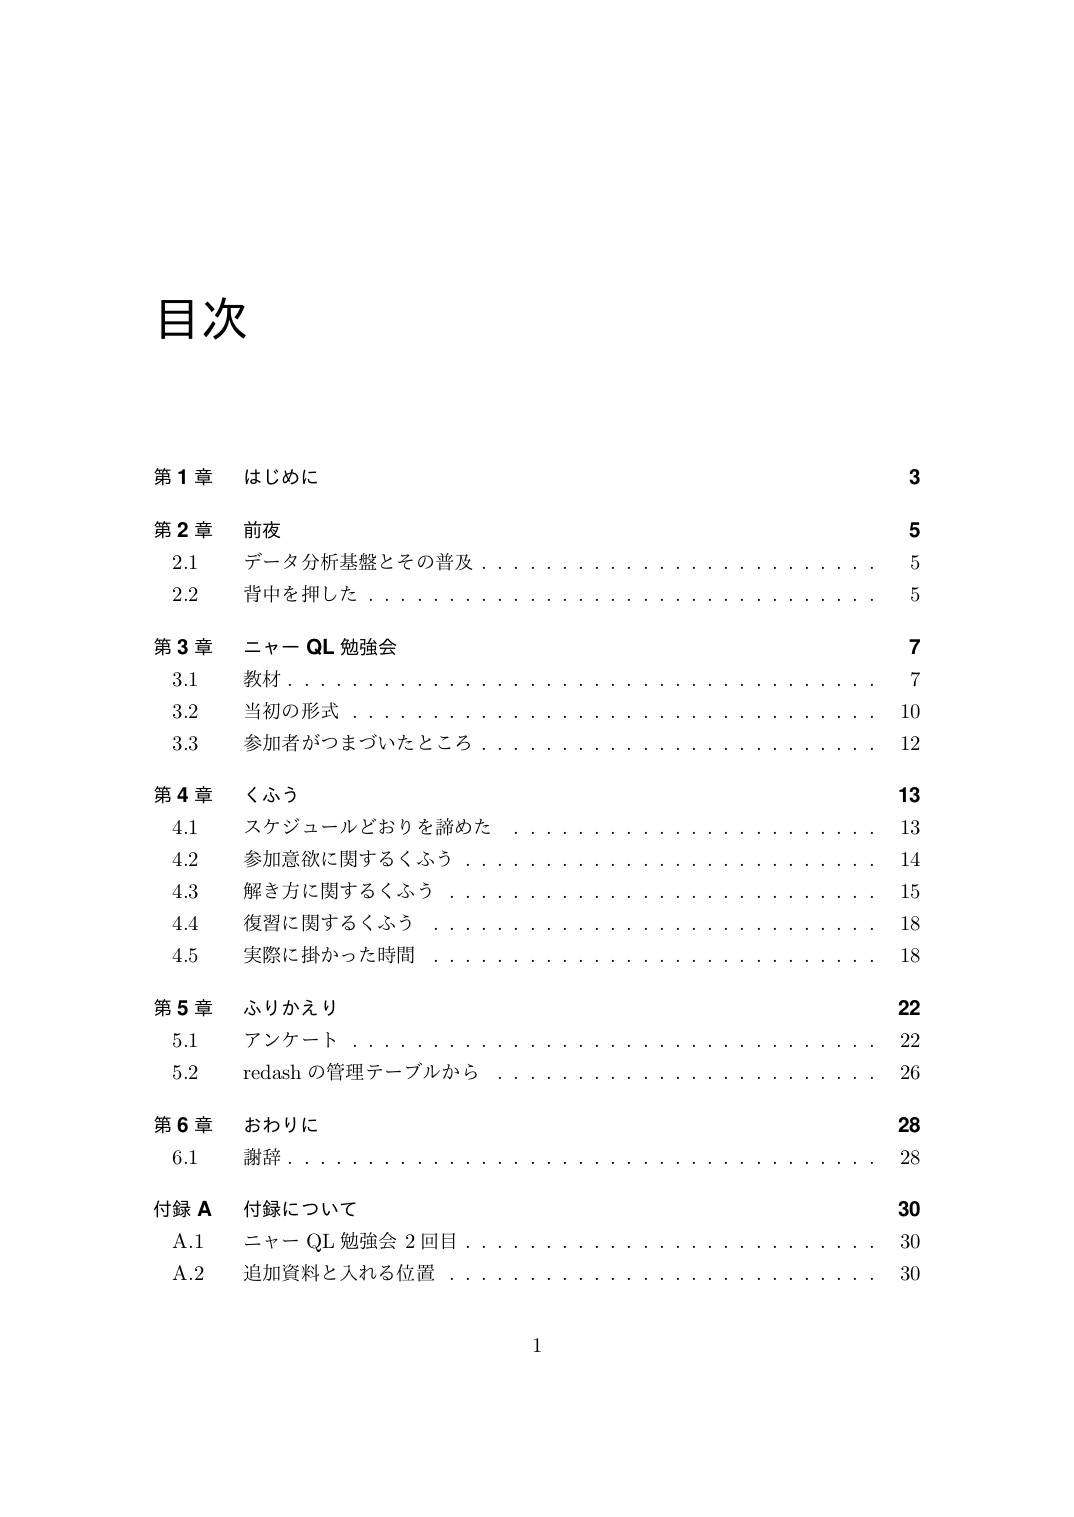 目次
第 1 章 はじめに 3
第 2 章 前夜 5
2.1 データ分析基盤とその普及 . . . . . . . . . . . . . . . . . . . . . . . . . 5
2.2 背中を押した . . . . . . . . . . . . . . . . . . . . . . . . . . . . . . . . 5
第 3 章 ニャー QL 勉強会 7
3.1 教材 . . . . . . . . . . . . . . . . . . . . . . . . . . . . . . . . . . . . . 7
3.2 当初の形式 . . . . . . . . . . . . . . . . . . . . . . . . . . . . . . . . . 10
3.3 参加者がつまづいたところ . . . . . . . . . . . . . . . . . . . . . . . . . 12
第 4 章 くふう 13
4.1 スケジュールどおりを諦めた . . . . . . . . . . . . . . . . . . . . . . . 13
4.2 参加意欲に関するくふう . . . . . . . . . . . . . . . . . . . . . . . . . . 14
4.3 解き方に関するくふう . . . . . . . . . . . . . . . . . . . . . . . . . . . 15
4.4 復習に関するくふう . . . . . . . . . . . . . . . . . . . . . . . . . . . . 18
4.5 実際に掛かった時間 . . . . . . . . . . . . . . . . . . . . . . . . . . . . 18
第 5 章 ふりかえり 22
5.1 アンケート . . . . . . . . . . . . . . . . . . . . . . . . . . . . . . . . . 22
5.2 redash の管理テーブルから . . . . . . . . . . . . . . . . . . . . . . . . 26
第 6 章 おわりに 28
6.1 謝辞 . . . . . . . . . . . . . . . . . . . . . . . . . . . . . . . . . . . . . 28
付録 A 付録について 30
A.1 ニャー QL 勉強会 2 回目 . . . . . . . . . . . . . . . . . . . . . . . . . . 30
A.2 追加資料と入れる位置 . . . . . . . . . . . . . . . . . . . . . . . . . . . 30
1